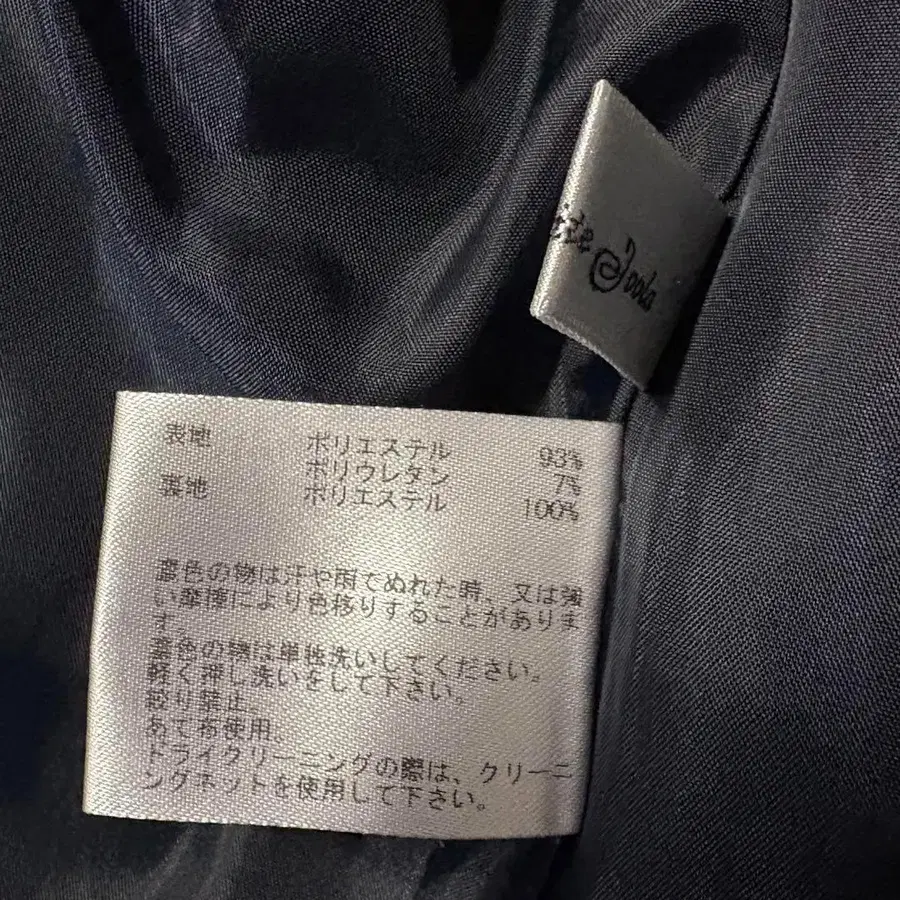 Joola
表地 ポリエステル 93%
ポリウレタン 7%
裏地 ポリエステル 100%
濃色の物は汗や雨でぬれた時、又は強
い摩擦により色移りすることがありま
す。
濃色の物は単独洗いしてください。
軽く押し洗いをして下さい。
絞り禁止。
あて布使用。
ドライクリーニングの際は、クリーニ
ングネットを使用して下さい。